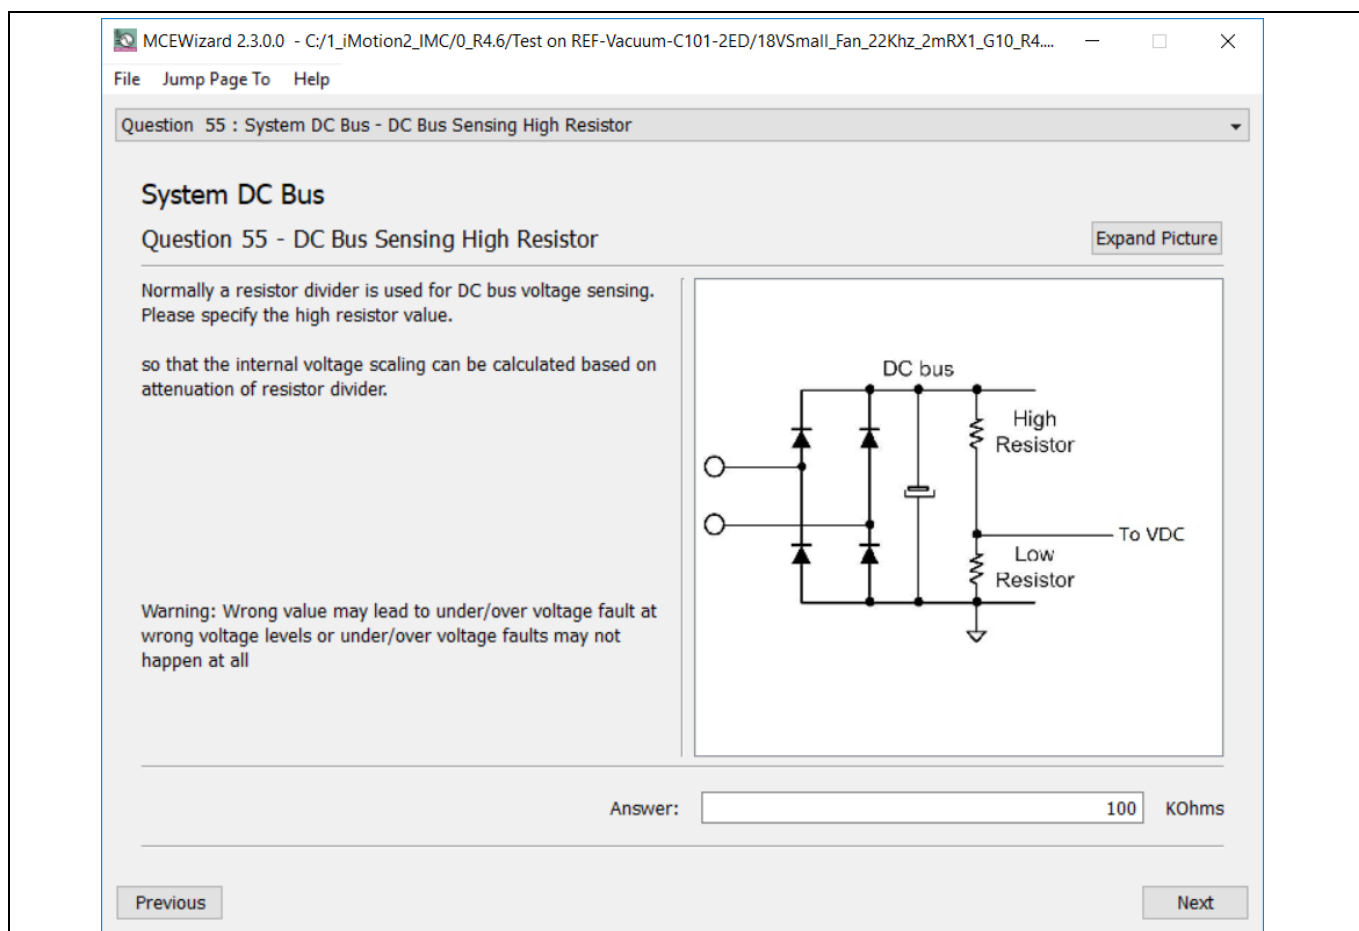 MCEWizard 2.3.0.0 - C:/1_iMotion2_IMC/0_R4.6/Test on REF-Vacuum-C101-2ED/18VSmall_Fan_22Khz_2mRX1_G10_R4....
File Jump Page To Help
Question 55 : System DC Bus - DC Bus Sensing High Resistor
System DC Bus
Question 55 - DC Bus Sensing High Resistor
Expand Picture
Normally a resistor divider is used for DC bus voltage sensing.
Please specify the high resistor value.
so that the internal voltage scaling can be calculated based on
attenuation of resistor divider.
Warning: Wrong value may lead to under/over voltage fault at
wrong voltage levels or under/over voltage faults may not
happen at all
DC bus
High
Resistor
To VDC
Low
Resistor
Answer: 100 KOhms
Previous Next